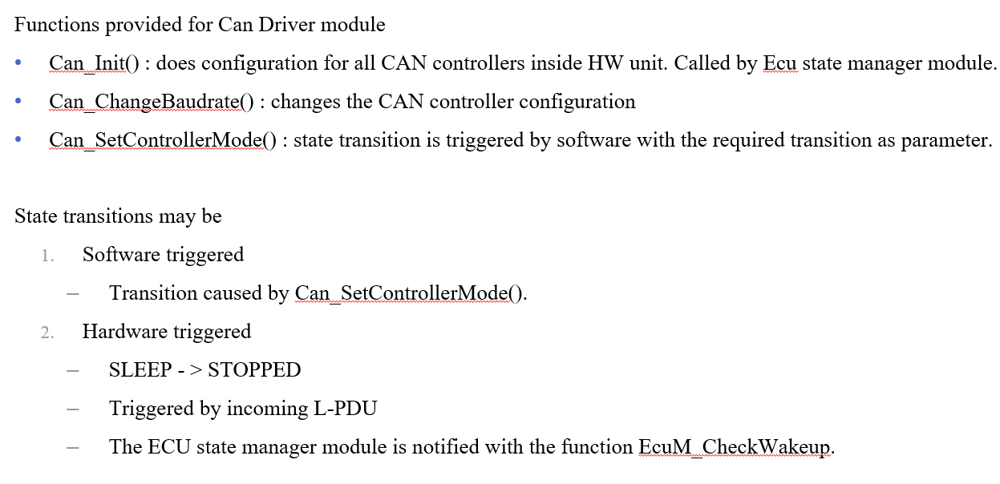 Functions provided for Can Driver module
• Can_Init() : does configuration for all CAN controllers inside HW unit. Called by Ecu state manager module.
• Can_ChangeBaudrate() : changes the CAN controller configuration
• Can_SetControllerMode() : state transition is triggered by software with the required transition as parameter.
State transitions may be
1. Software triggered
– Transition caused by Can_SetControllerMode().
2. Hardware triggered
– SLEEP - > STOPPED
– Triggered by incoming L-PDU
– The ECU state manager module is notified with the function EcuM_CheckWakeup.